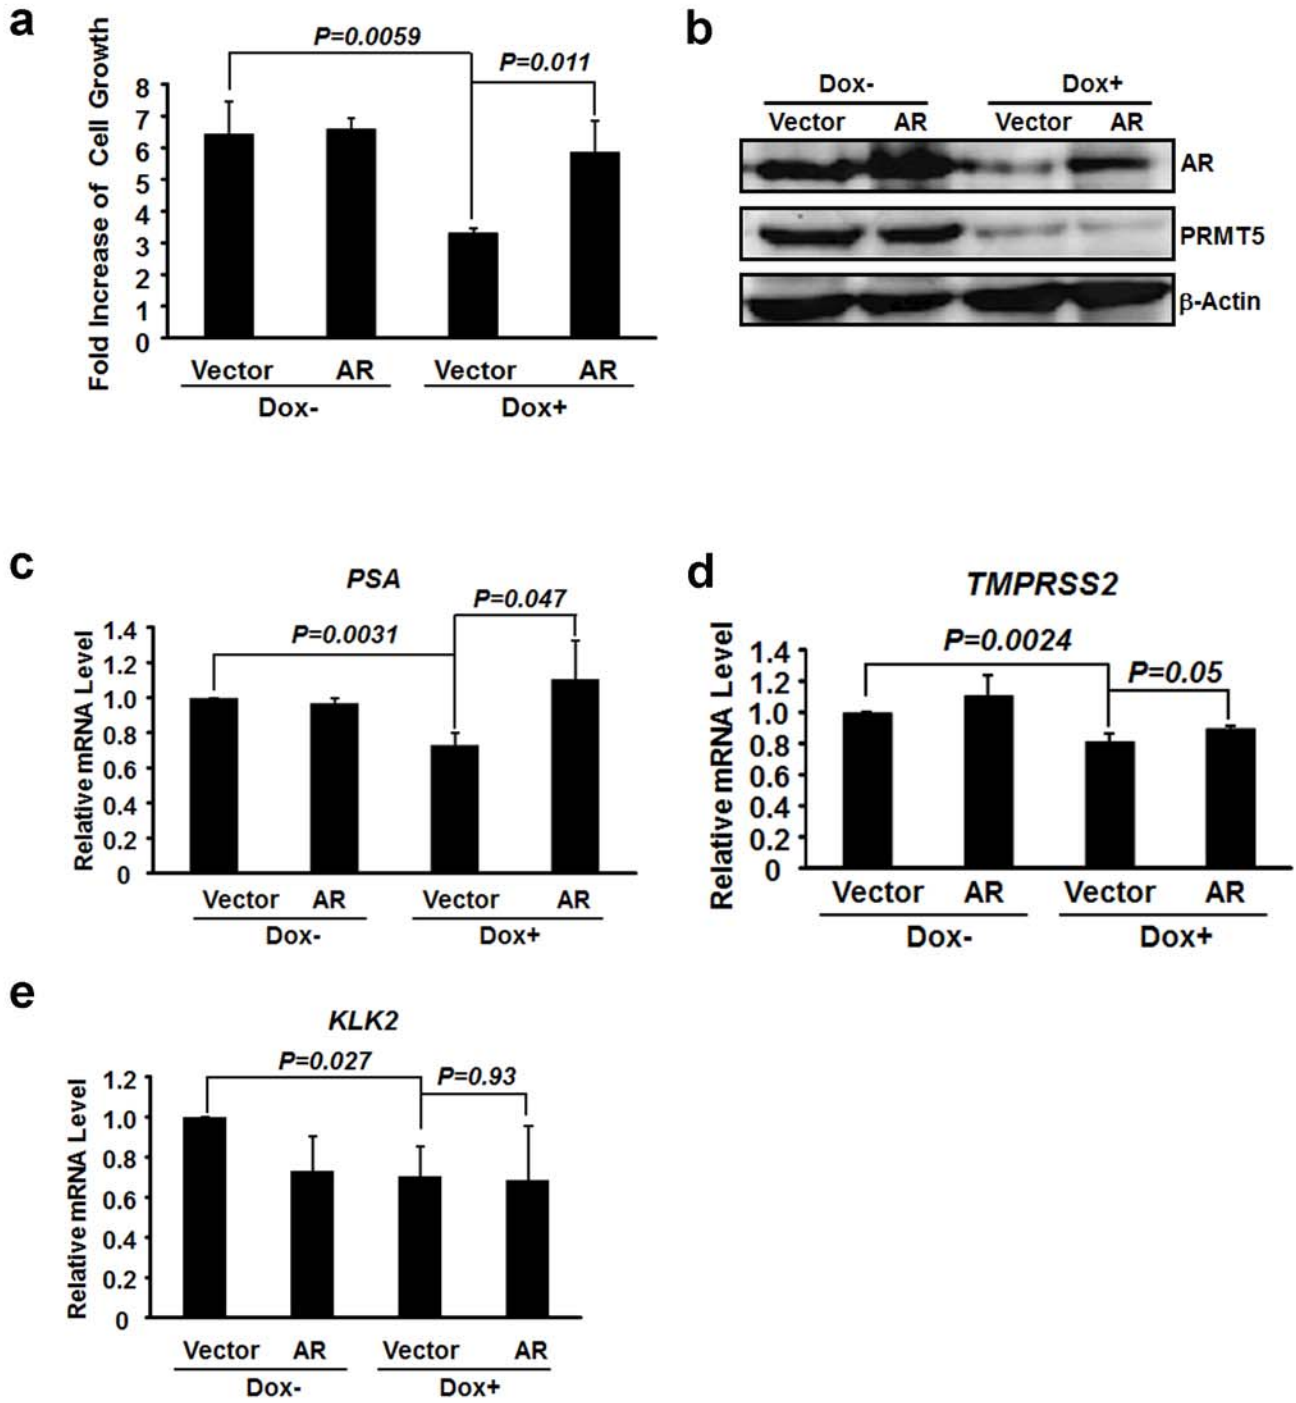 a
P=0.0059
P=0.011
Fold Increase of Cell Growth
8
7
6
5
4
3
2
1
0
Vector AR Vector AR
Dox- Dox+
b
Dox- Dox+
Vector AR Vector AR
AR
PRMT5
β-Actin
c
PSA
P=0.047
P=0.0031
Relative mRNA Level
1.4
1.2
1.0
0.8
0.6
0.4
0.2
0
Vector AR Vector AR
Dox- Dox+
d
TMPRSS2
P=0.0024
P=0.05
Relative mRNA Level
1.4
1.2
1.0
0.8
0.6
0.4
0.2
0
Vector AR Vector AR
Dox- Dox+
e
KLK2
P=0.027
P=0.93
Relative mRNA Level
1.2
1.0
0.8
0.6
0.4
0.2
0
Vector AR Vector AR
Dox- Dox+